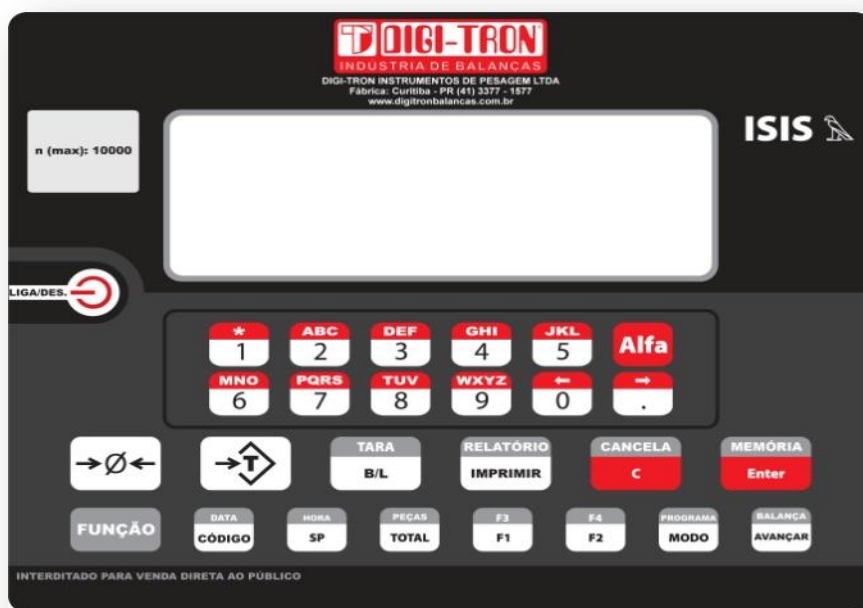 DIGI-TRON
INDÚSTRIA DE BALANÇAS
DIGI-TRON INSTRUMENTOS DE PESAGEM LTDA
Fábrica: Curitiba - PR (41) 3377 - 1577
www.digitronbalancas.com.br
n (max): 10000
ISIS
LIGA/DES.
* ABC DEF GHI JKL
1 2 3 4 5 Alfa
MNO PQRS TUV WXYZ ← →
6 7 8 9 0 .
TARA RELATÓRIO CANCELA MEMÓRIA
→Ø← →T B/L IMPRIMIR C Enter
DATA HORA PEÇAS F3 F4 PROGRAMA BALANÇA
FUNÇÃO CÓDIGO SP TOTAL F1 F2 MODO AVANÇAR
INTERDITADO PARA VENDA DIRETA AO PÚBLICO